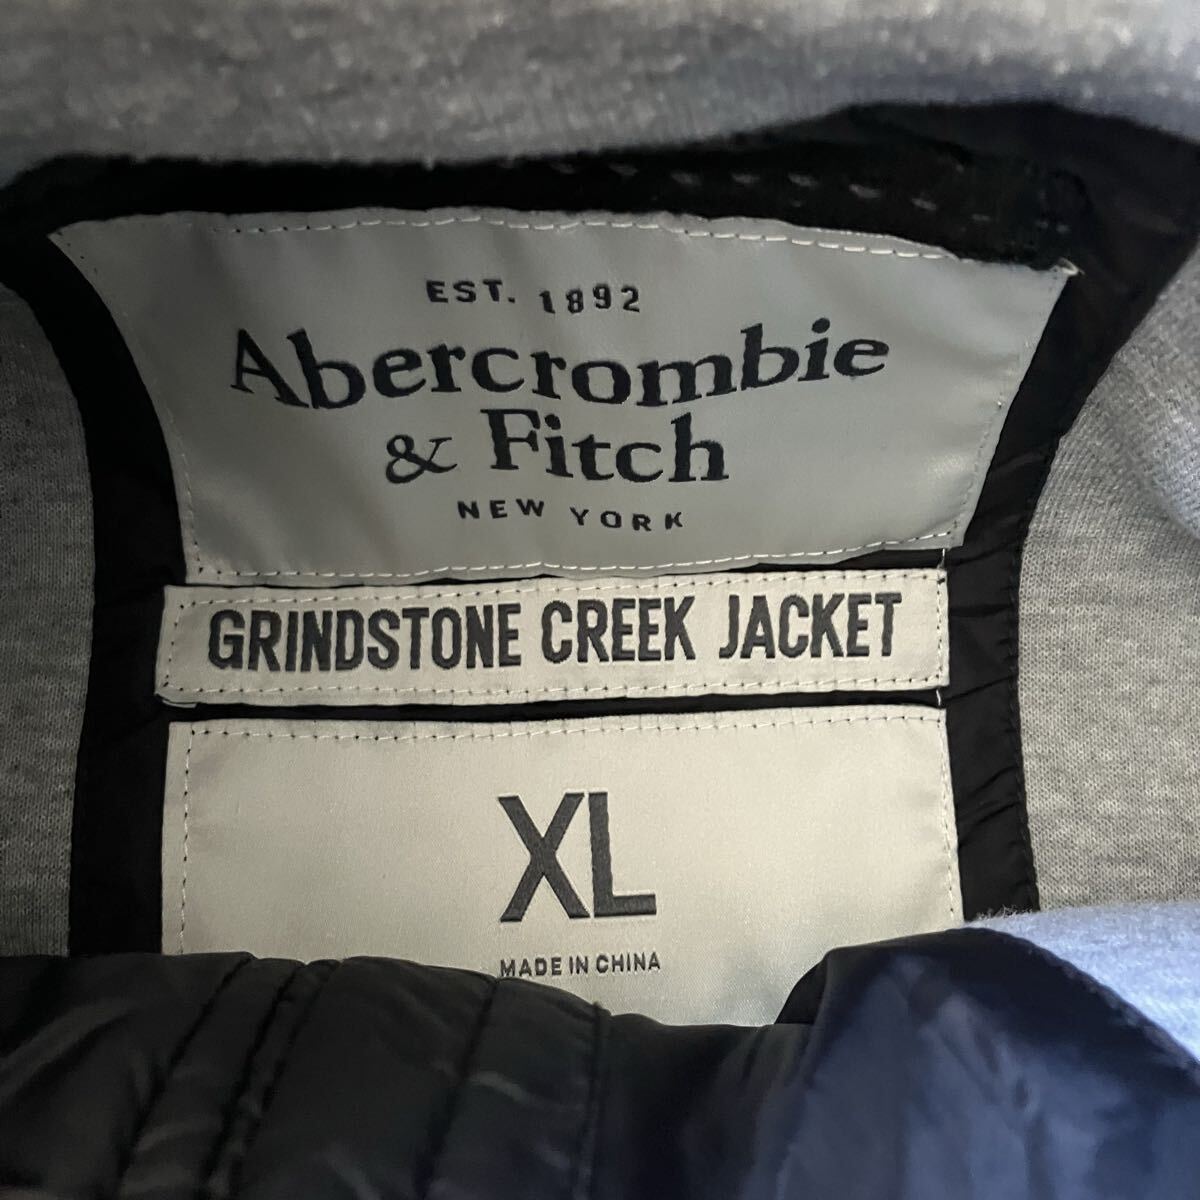 EST. 1892
Abercrombie
& Fitch
NEW YORK
GRINDSTONE CREEK JACKET
XL
MADE IN CHINA